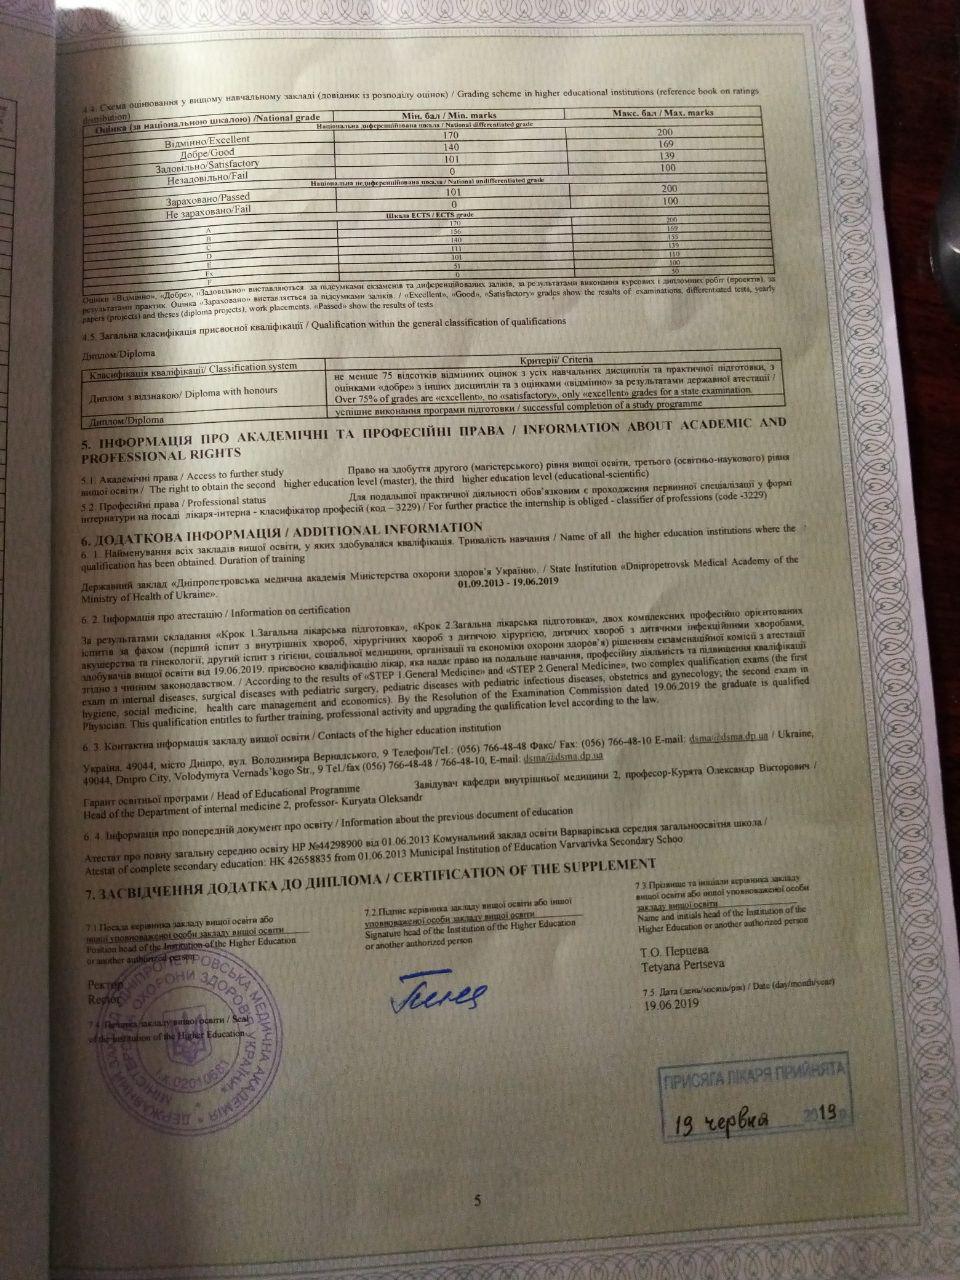 4.4. Схема оцінювання у вищому навчальному закладі (довідник із розподілу оцінок) / Grading scheme in higher educational institutions (reference book on ratings
distribution)
Оцінка (за національною шкалою) /National grade Мін. бал / Min. marks Макс. бал / Max. marks
Національна диференційована шкала / National differentiated grade
Відмінно/Excellent 170 200
Добре/Good 140 169
Задовільно/Satisfactory 101 139
Незадовільно/Fail 0 100
Національна недиференційована шкала / National undifferentiated grade
Зараховано/Passed 101 200
Не зараховано/Fail 0 100
Шкала ECTS / ECTS grade
A 170 200
B 156 169
C 140 155
D 111 139
E 101 110
Fx 51 100
F 0 50
Оцінки «Відмінно», «Добре», «Задовільно» виставляються за підсумками екзаменів та диференційованих заліків, за результатами виконання курсових і дипломних робіт (проектів), за
результатами практик. Оцінка «Зараховано» виставляється за підсумками заліків. / «Excellent», «Good», «Satisfactory» grades show the results of examinations, differentiated tests, yearly
papers (projects) and theses (diploma projects), work placements. «Passed» show the results of tests
4.5. Загальна класифікація присвоєної кваліфікації / Qualification within the general classification of qualifications
Диплом/Diploma
Класифікація кваліфікації/ Classification system Критерії/ Criteria
Диплом з відзнакою/ Diploma with honours не менше 75 відсотків відмінних оцінок з усіх навчальних дисциплін та практичної підготовки, з
оцінками «добре» з інших дисциплін та з оцінками «відмінно» за результатами державної атестації /
Over 75% of grades are «excellent», no «satisfactory», only «excellent» grades for a state examination.
Диплом/Diploma успішне виконання програми підготовки / successful completion of a study programme
5. ІНФОРМАЦІЯ ПРО АКАДЕМІЧНІ ТА ПРОФЕСІЙНІ ПРАВА / INFORMATION ABOUT ACADEMIC AND
PROFESSIONAL RIGHTS
5.1. Академічні права / Access to further study Право на здобуття другого (магістерського) рівня вищої освіти, третього (освітньо-наукового) рівня
вищої освіти / The right to obtain the second higher education level (master), the third higher education level (educational-scientific)
5.2. Професійні права / Professional status Для подальшої практичної діяльності обов'язковим є проходження первинної спеціалізації у формі
інтернатури на посаді лікаря-інтерна - класифікатор професій (код – 3229) / For further practice the internship is obliged - classifier of professions (code -3229)
6. ДОДАТКОВА ІНФОРМАЦІЯ / ADDITIONAL INFORMATION
6. 1. Найменування всіх закладів вищої освіти, у яких здобувалася кваліфікація. Тривалість навчання / Name of all the higher education institutions where the
qualification has been obtained. Duration of training
Державний заклад «Дніпропетровська медична академія Міністерства охорони здоров'я України». / State Institution «Dnipropetrovsk Medical Academy of the
Ministry of Health of Ukraine». 01.09.2013 - 19.06.2019
6. 2. Інформація про атестацію / Information on certification
За результатами складання «Крок 1.Загальна лікарська підготовка», «Крок 2.Загальна лікарська підготовка», двох комплексних професійно орієнтованих
іспитів за фахом (перший іспит з внутрішніх хвороб, хірургічних хвороб з дитячою хірургією, дитячих хвороб з дитячими інфекційними хворобами,
акушерства та гінекології, другий іспит з гігієни, соціальної медицини, організації та економіки охорони здоров'я) рішенням екзаменаційної комісії з атестації
здобувачів вищої освіти від 19.06.2019. присвоєно кваліфікацію лікар, яка надає право на подальше навчання, професійну діяльність та підвищення кваліфікації
згідно з чинним законодавством. / According to the results of «STEP 1.General Medicine» and «STEP 2.General Medicine», two complex qualification exams (the first
exam in internal diseases, surgical diseases with pediatric surgery, pediatric diseases with pediatric infectious diseases, obstetrics and gynecology, the second exam in
hygiene, social medicine, health care management and economics). By the Resolution of the Examination Commission dated 19.06.2019 the graduate is qualified
Physician. This qualification entitles to further training, professional activity and upgrading the qualification level according to the law.
6. 3. Контактна інформація закладу вищої освіти / Contacts of the higher education institution
Україна. 49044, місто Дніпро, вул. Володимира Вернадського, 9 Телефон/Tel.: (056) 766-48-48 Факс/ Fax: (056) 766-48-10 E-mail: dsma@dsma.dp.ua / Ukraine,
49044, Dnipro City, Volodymyra Vernads'kogo Str., 9 Tel./fax (056) 766-48-48 / 766-48-10, E-mail: dsma@dsma.dp.ua
Гарант освітньої програми / Head of Educational Programme Завідувач кафедри внутрішньої медицини 2, професор-Курята Олександр Вікторович /
Head of the Department of internal medicine 2, professor- Kuryata Oleksandr
6. 4. Інформація про попередній документ про освіту / Information about the previous document of education
Атестат про повну загальну середню освіту НР №44298900 від 01.06.2013 Комунальний заклад освіти Варварівська середня загальноосвітня школа /
Atestat of complete secondary education: HK 42658835 from 01.06.2013 Municipal Institution of Education Varvarivka Secondary Schoo
7. ЗАСВІДЧЕННЯ ДОДАТКА ДО ДИПЛОМА / CERTIFICATION OF THE SUPPLEMENT
7.1.Посада керівника закладу вищої освіти або
іншої уповноваженої особи закладу вищої освіти
Position head of the Institution of the Higher Education
or another authorized person
Ректор
Rector
7.4. Печатка закладу вищої освіти / Seal
of the institution of the Higher Education
7.2.Підпис керівника закладу вищої освіти або іншої
уповноваженої особи закладу вищої освіти
Signature head of the Institution of the Higher Education
or another authorized person
7.3.Прізвище та ініціали керівника закладу
вищої освіти або іншої уповноваженої особи
закладу вищої освіти
Name and initials head of the Institution of the
Higher Education or another authorized person
Т.О. Перцева
Tetyana Pertseva
7.5. Дата (день/місяць/рік) / Date (day/month/year)
19.06.2019
ПРИСЯГА ЛІКАРЯ ПРИЙНЯТА
19 червня 2019
5